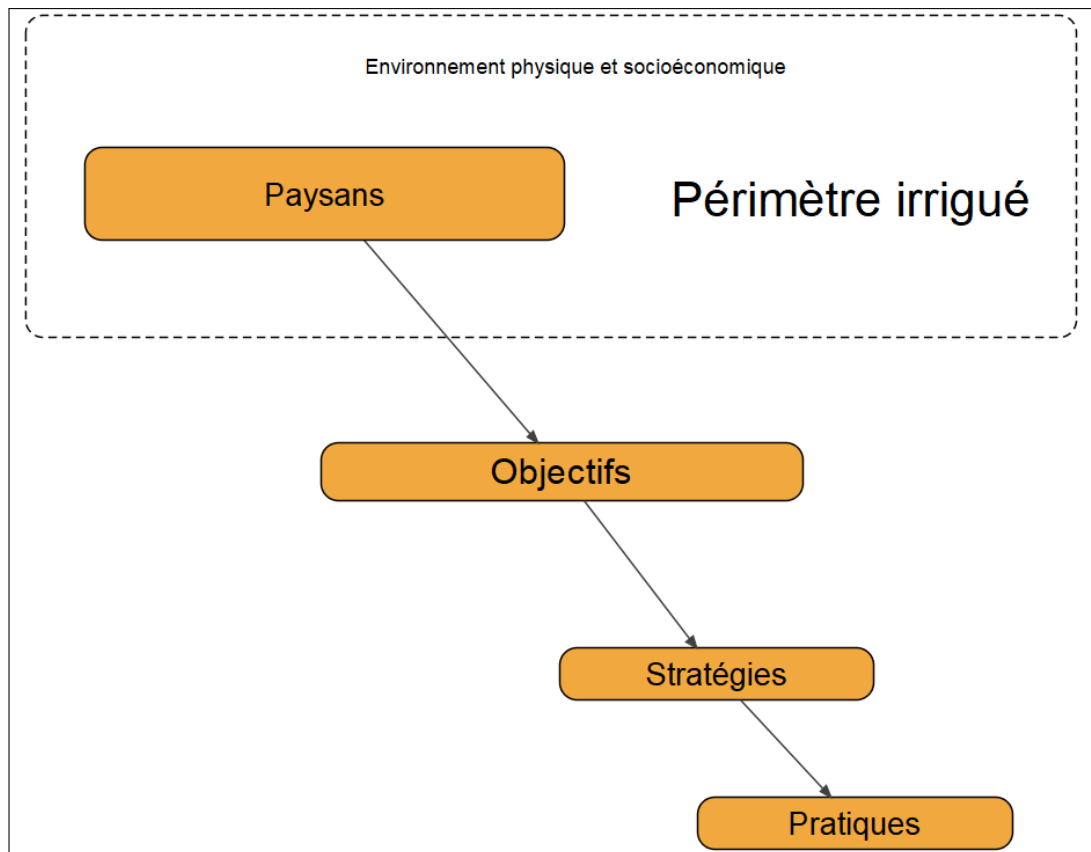 Environnement physique et socioéconomique
Paysans
Périmètre irrigué
Objectifs
Stratégies
Pratiques